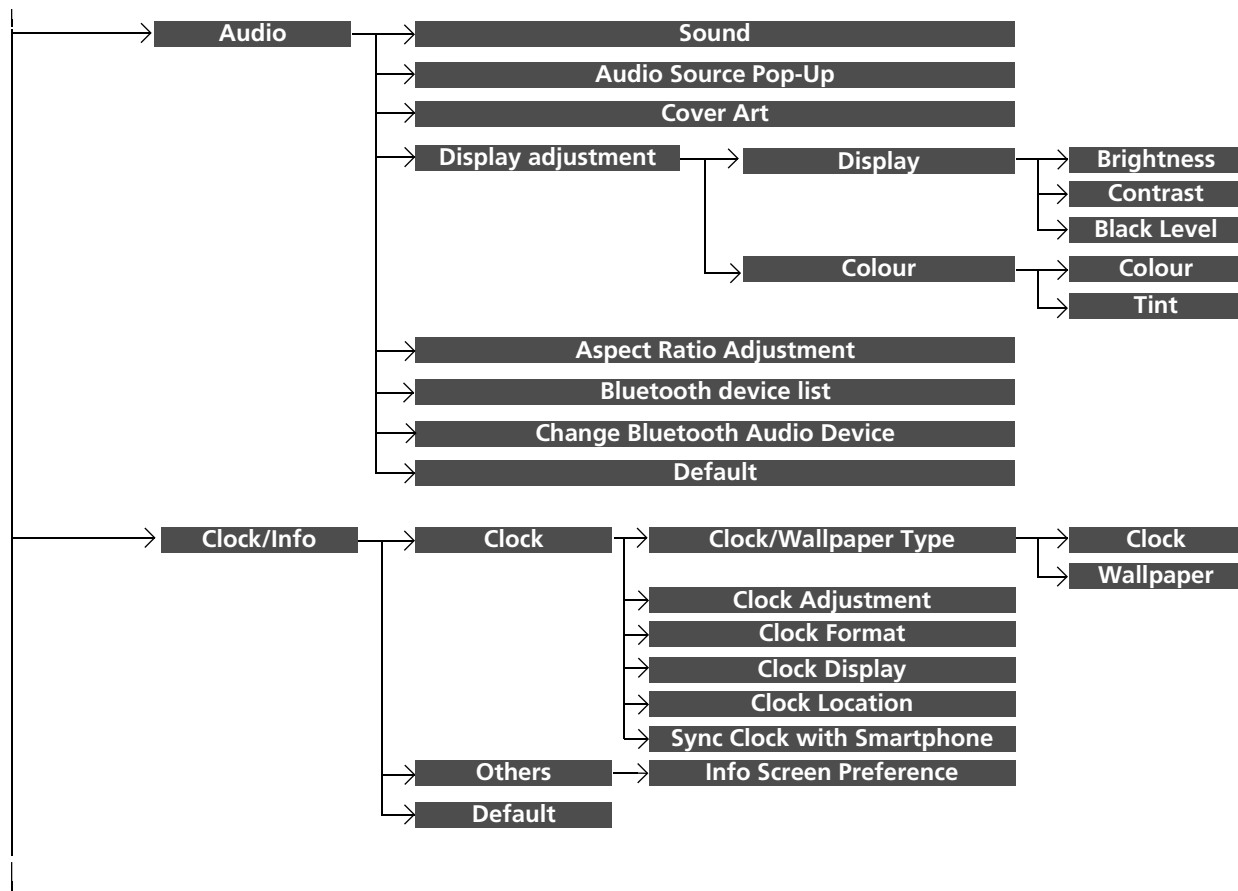 Audio
Sound
Audio Source Pop-Up
Cover Art
Display adjustment
Display
Brightness
Contrast
Black Level
Colour
Colour
Tint
Aspect Ratio Adjustment
Bluetooth device list
Change Bluetooth Audio Device
Default
Clock/Info
Clock
Clock/Wallpaper Type
Clock
Wallpaper
Clock Adjustment
Clock Format
Clock Display
Clock Location
Sync Clock with Smartphone
Others
Info Screen Preference
Default